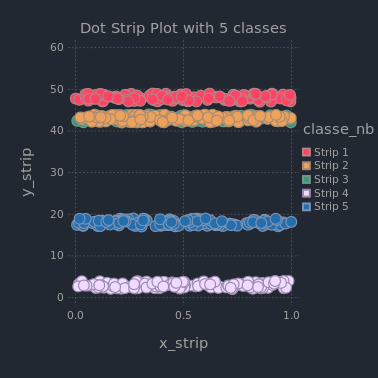 Dot Strip Plot with 5 classes
60
50
40
30
20
10
0
y_strip
0.0
0.5
1.0
x_strip
classe_nb
Strip 1
Strip 2
Strip 3
Strip 4
Strip 5